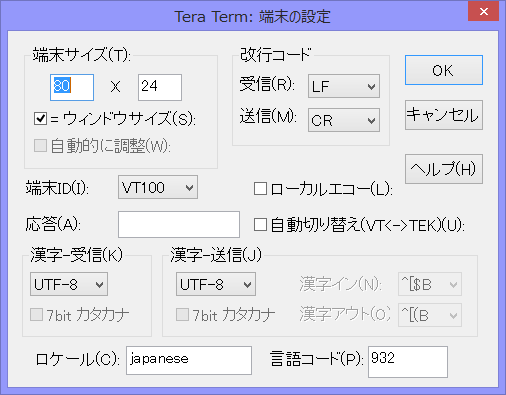 Tera Term: 端末の設定
端末サイズ(T):
80 X 24
= ウィンドウサイズ(S):
自動的に調整(W):
改行コード
受信(R): LF
送信(M): CR
OK
キャンセル
ヘルプ(H)
端末ID(I): VT100
ローカルエコー(L):
応答(A):
自動切り替え(VT<->TEK)(U):
漢字-受信(K)
UTF-8
7bit カタカナ
漢字-送信(J)
UTF-8
7bit カタカナ
漢字イン(N): ^[$B
漢字アウト(O) ^[(B
ロケール(C): japanese
言語コード(P): 932